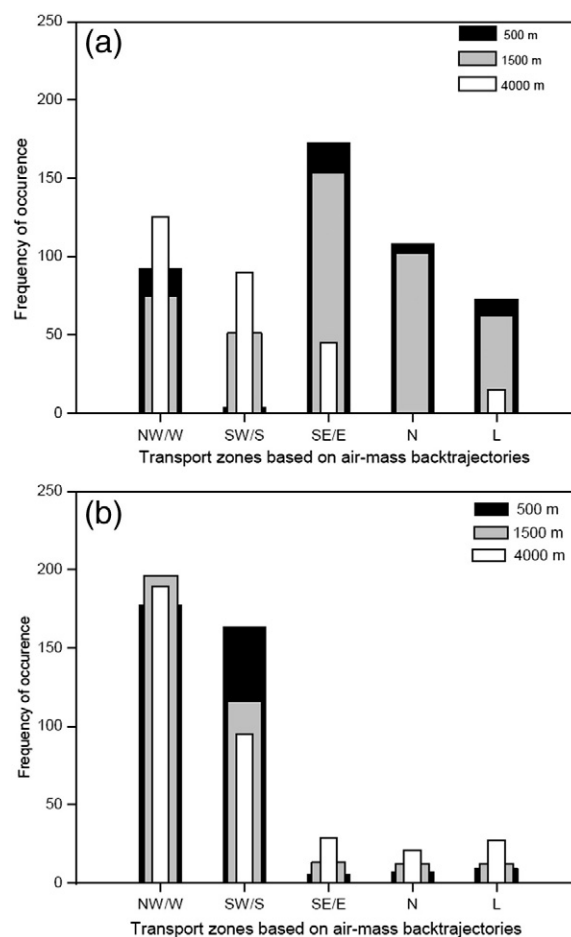 (a)
500 m
1500 m
4000 m
250
200
150
100
50
0
Frequency of occurence
NW/W SW/S SE/E N L
Transport zones based on air-mass backtrajectories
(b)
500 m
1500 m
4000 m
250
200
150
100
50
0
Frequency of occurence
NW/W SW/S SE/E N L
Transport zones based on air-mass backtrajectories